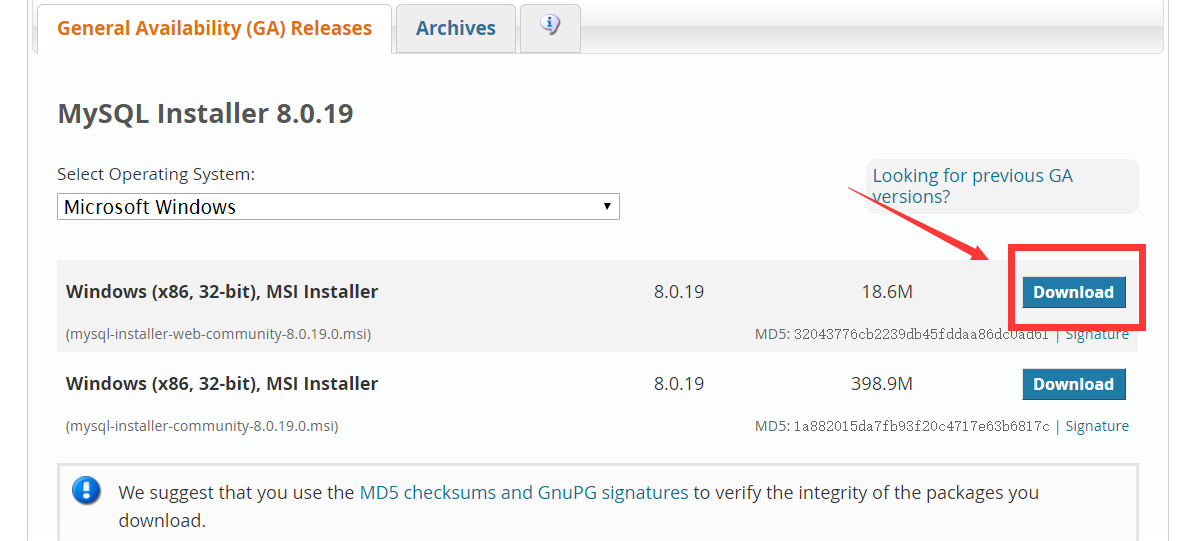 General Availability (GA) Releases
Archives
MySQL Installer 8.0.19
Select Operating System:
Looking for previous GA
versions?
Microsoft Windows
Windows (x86, 32-bit), MSI Installer 8.0.19 18.6M Download
(mysql-installer-web-community-8.0.19.0.msi) MD5: 32043776cb2239db45fddaa86dc0ad61 | Signature
Windows (x86, 32-bit), MSI Installer 8.0.19 398.9M Download
(mysql-installer-community-8.0.19.0.msi) MD5: 1a882015da7fb93f20c4717e63b6817c | Signature
We suggest that you use the MD5 checksums and GnuPG signatures to verify the integrity of the packages you
download.